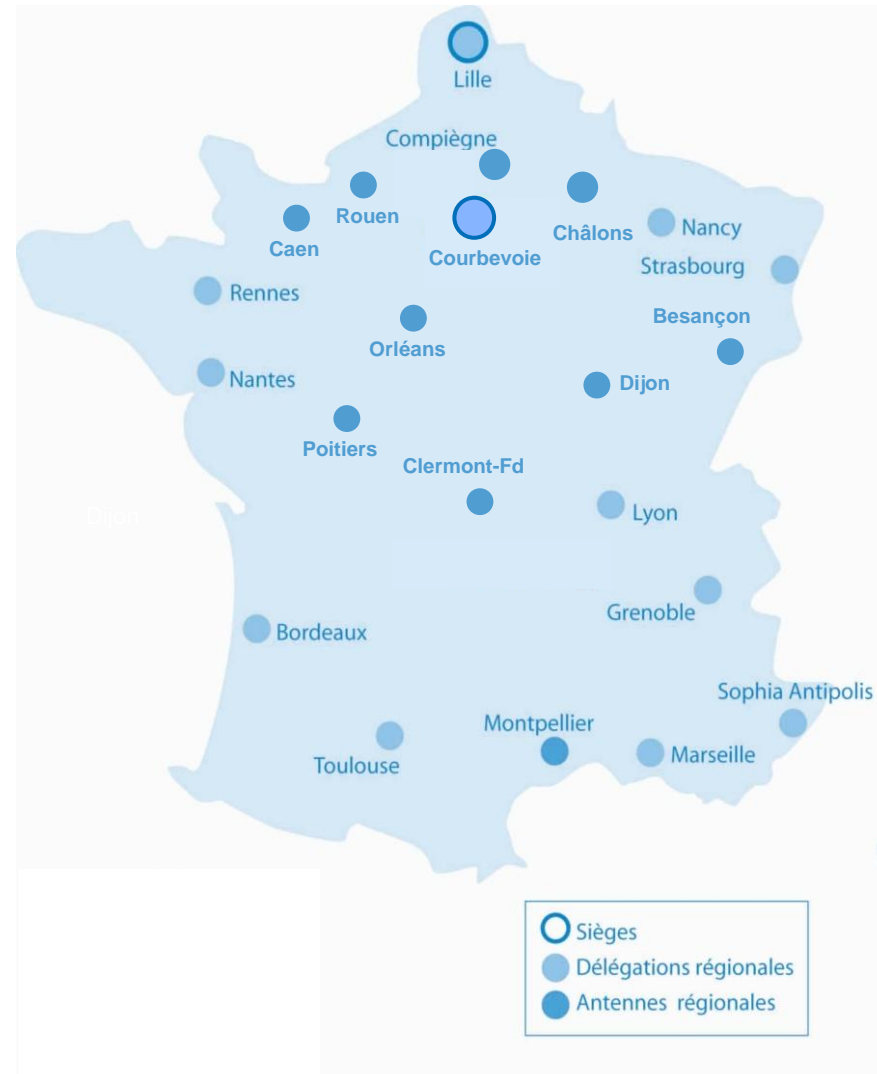 Lille
Compiègne
Rouen
Caen
Châlons
Nancy
Courbevoie
Strasbourg
Rennes
Besançon
Orléans
Nantes
Dijon
Poitiers
Clermont-Fd
Dijon
Lyon
Grenoble
Bordeaux
Sophia Antipolis
Montpellier
Marseille
Toulouse
Sièges
Délégations régionales
Antennes régionales